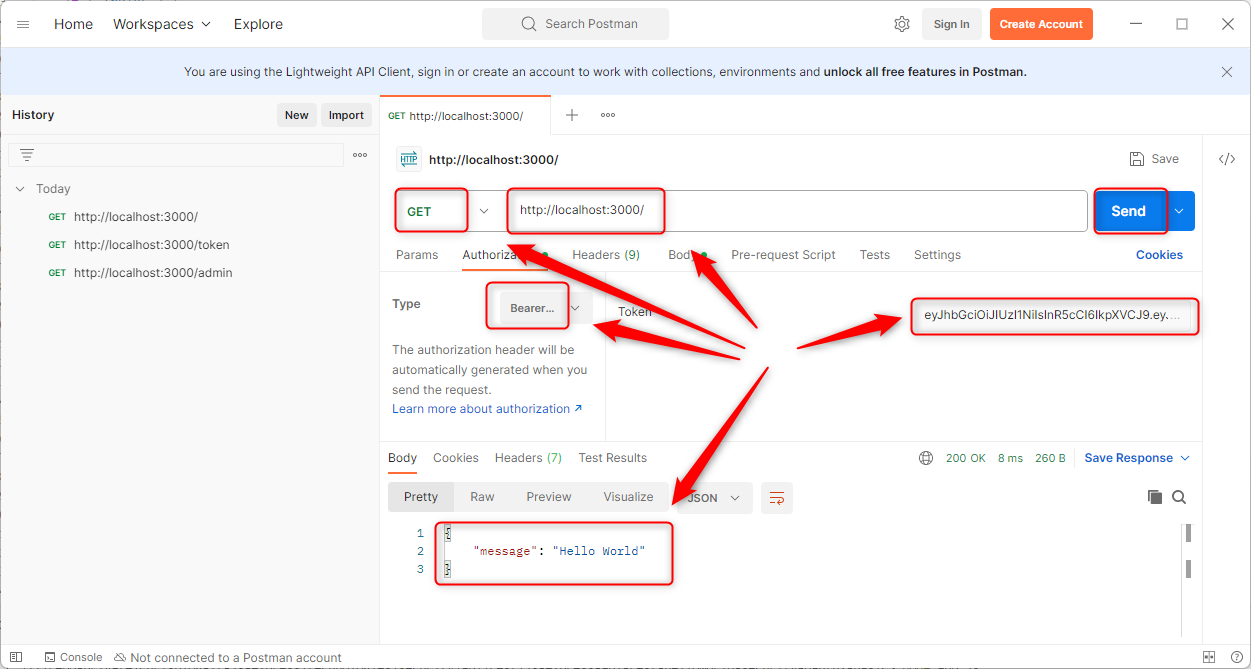 Home Workspaces Explore Search Postman Sign In Create Account
You are using the Lightweight API Client, sign in or create an account to work with collections, environments and unlock all free features in Postman.
History New Import
GET http://localhost:3000/
HTTP http://localhost:3000/ Save
Today
GET http://localhost:3000/
GET http://localhost:3000/token
GET http://localhost:3000/admin
GET http://localhost:3000/ Send
Params Headers (9) Pre-request Script Tests Settings Cookies
Type Bearer... Token
The authorization header will be
automatically generated when you
send the request.
Learn more about authorization
Body Cookies Headers (7) Test Results 200 OK 8 ms 260 B Save Response
Pretty Raw Preview Visualize JSON
1 {
2 "message": "Hello World"
3 }
Console Not connected to a Postman account